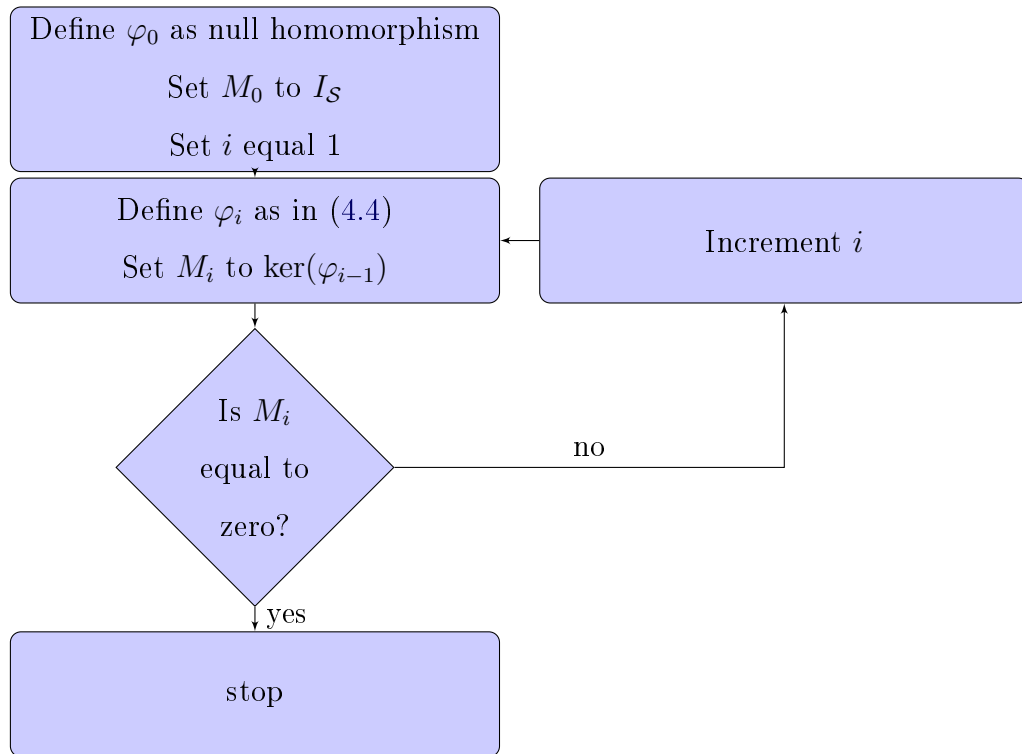 Define φ₀ as null homomorphism
Set M₀ to I_𝒮
Set i equal 1
Define φᵢ as in (4.4)
Set Mᵢ to ker(φᵢ₋₁)
Increment i
Is Mᵢ
equal to
zero?
no
yes
stop